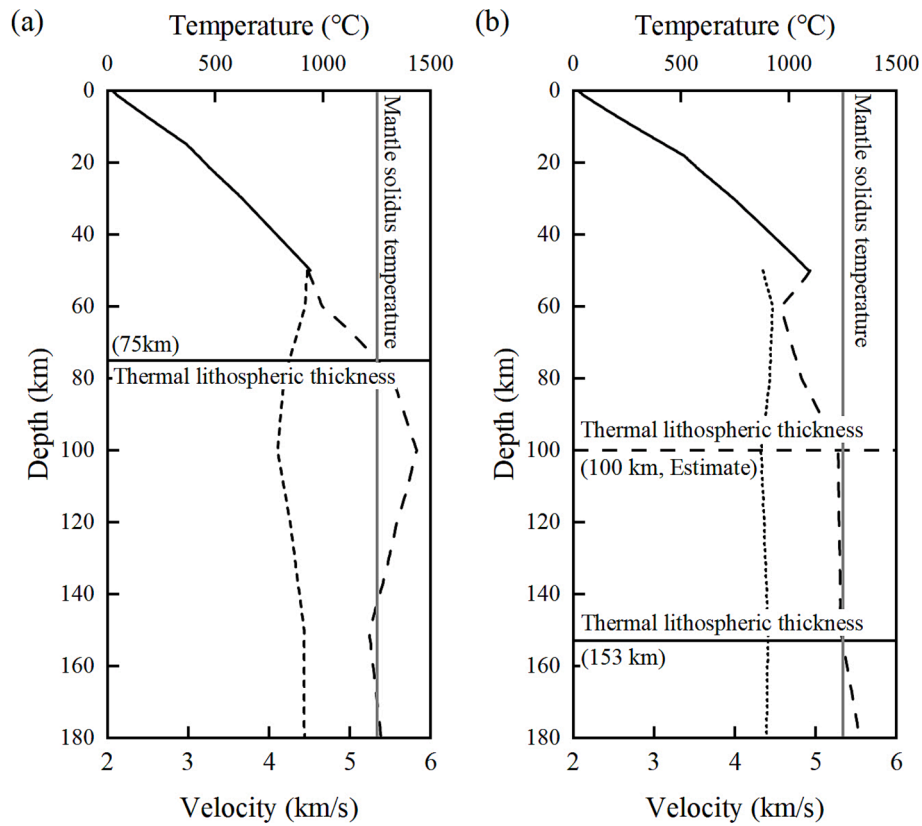 (a)
Temperature (℃)
0 500 1000 1500
0
20
40
60
80
100
120
140
160
180
Depth (km)
Mantle solidus temperature
(75km)
Thermal lithospheric thickness
2 3 4 5 6
Velocity (km/s)
(b)
Temperature (℃)
0 500 1000 1500
0
20
40
60
80
100
120
140
160
180
Depth (km)
Mantle solidus temperature
Thermal lithospheric thickness
(100 km, Estimate)
Thermal lithospheric thickness
(153 km)
2 3 4 5 6
Velocity (km/s)